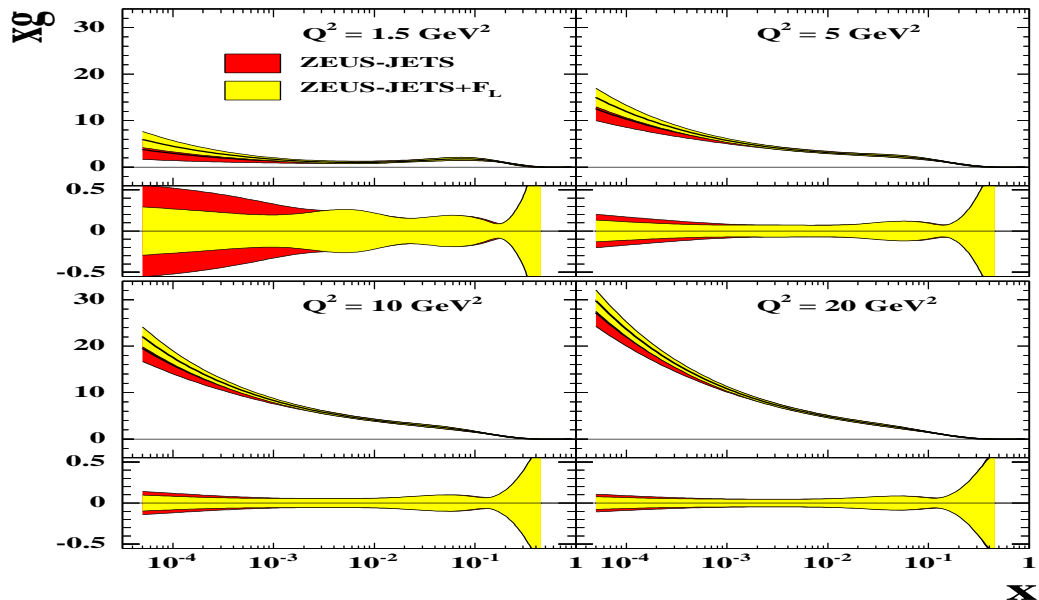 xg
30
20
10
0
0.5
0
-0.5
30
20
10
0
0.5
0
-0.5
Q² = 1.5 GeV²
ZEUS-JETS
ZEUS-JETS+F_L
Q² = 5 GeV²
Q² = 10 GeV²
Q² = 20 GeV²
10⁻⁴ 10⁻³ 10⁻² 10⁻¹ 1 10⁻⁴ 10⁻³ 10⁻² 10⁻¹ 1
x